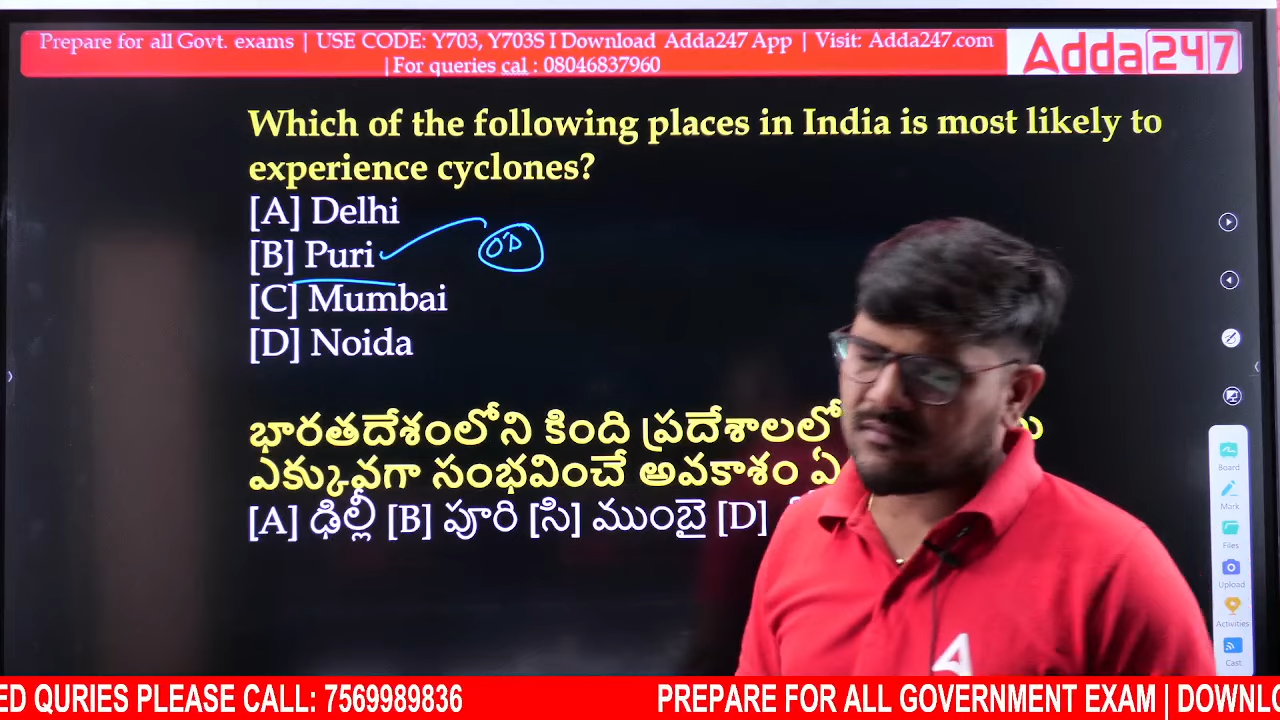 Prepare for all Govt. exams | USE CODE: Y703, Y703S I Download Adda247 App | Visit: Adda247.com
|For queries cal : 08046837960
Adda247
Which of the following places in India is most likely to
experience cyclones?
[A] Delhi
[B] Puri
[C] Mumbai
[D] Noida
భారతదేశంలోని కింది ప్రదేశాలలో
ఎక్కువగా సంభవించే అవకాశం
[A] ఢిల్లీ [B] పూరి [సి] ముంబై [D]
Board
Mark
Files
Upload
Activities
Cast
ED QURIES PLEASE CALL: 7569989836 PREPARE FOR ALL GOVERNMENT EXAM | DOWNLO